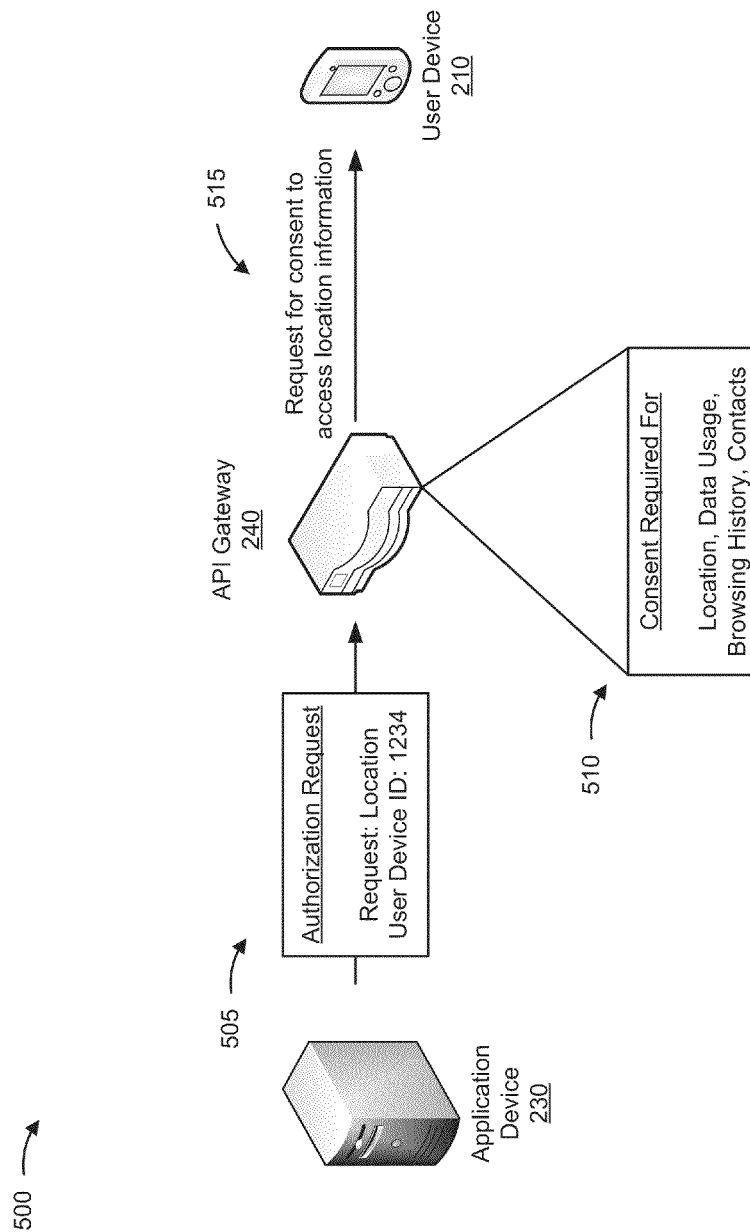 500
505
Authorization Request
Request: Location
User Device ID: 1234
Application
Device
230
API Gateway
240
515
Request for consent to
access location information
User Device
210
510
Consent Required For
Location, Data Usage,
Browsing History, Contacts